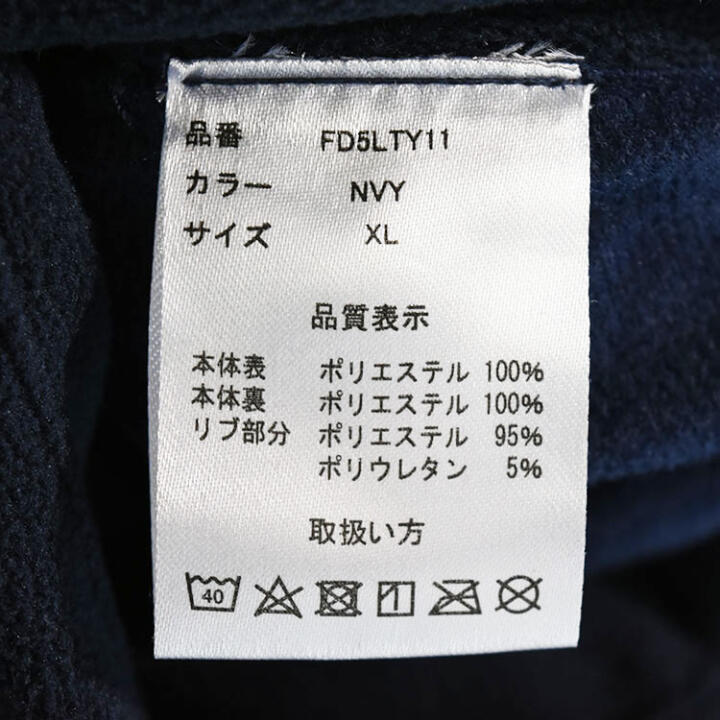 品番 FD5LTY11
カラー NVY
サイズ XL
品質表示
本体表 ポリエステル 100%
本体裏 ポリエステル 100%
リブ部分 ポリエステル 95%
ポリウレタン 5%
取扱い方
40